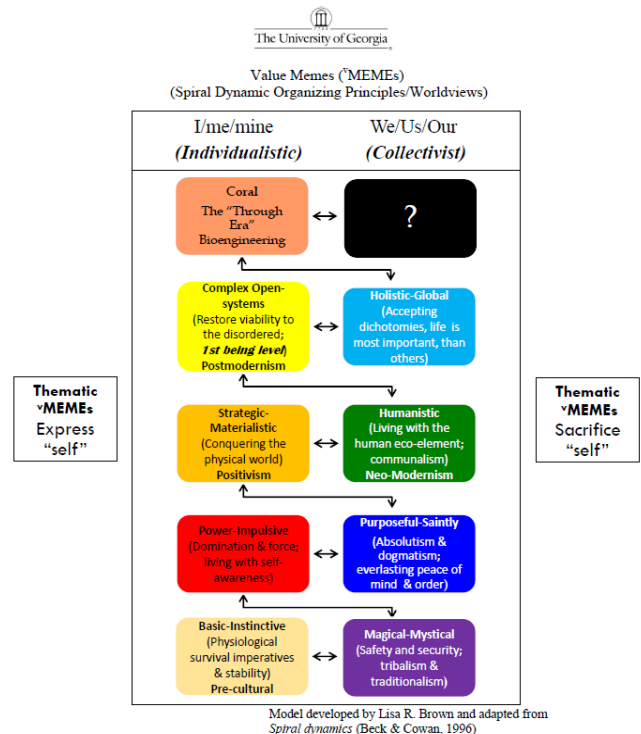 The University of Georgia
Value Memes (ᵛMEMEs)
(Spiral Dynamic Organizing Principles/Worldviews)
I/me/mine
(Individualistic)
We/Us/Our
(Collectivist)
Coral
The "Through
Era"
Bioengineering
?
Complex Open-
systems
(Restore viability to
the disordered;
1st being level)
Postmodernism
Holistic-Global
(Accepting
dichotomies, life is
most important, than
others)
Thematic
ᵛMEMEs
Express
"self"
Strategic-
Materialistic
(Conquering the
physical world)
Positivism
Humanistic
(Living with the
human eco-element;
communalism)
Neo-Modernism
Thematic
ᵛMEMEs
Sacrifice
"self"
Power-Impulsive
(Domination & force;
living with self-
awareness)
Purposeful-Saintly
(Absolutism &
dogmatism;
everlasting peace of
mind & order)
Basic-Instinctive
(Physiological
survival imperatives
& stability)
Pre-cultural
Magical-Mystical
(Safety and security;
tribalism &
traditionalism)
Model developed by Lisa R. Brown and adapted from
Spiral dynamics (Beck & Cowan, 1996)